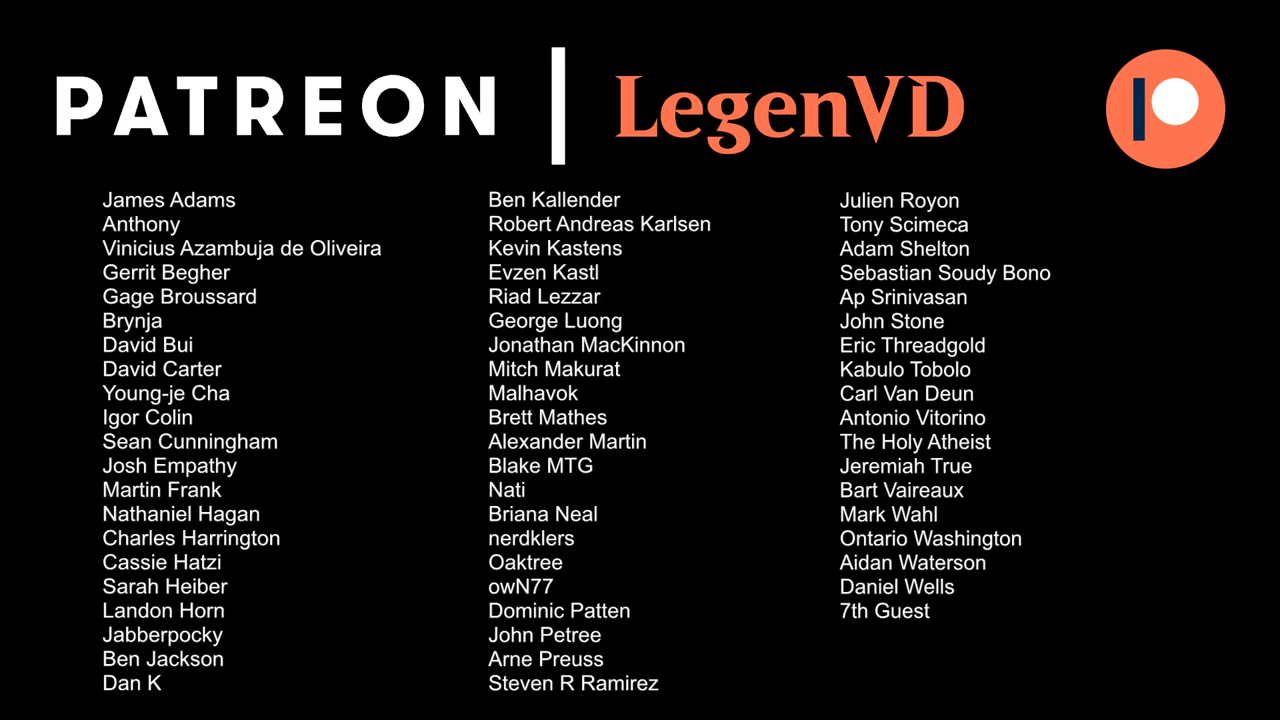 PATREON | LegenVD
James Adams
Anthony
Vinicius Azambuja de Oliveira
Gerrit Begher
Gage Broussard
Brynja
David Bui
David Carter
Young-je Cha
Igor Colin
Sean Cunningham
Josh Empathy
Martin Frank
Nathaniel Hagan
Charles Harrington
Cassie Hatzi
Sarah Heiber
Landon Horn
Jabberpocky
Ben Jackson
Dan K
Ben Kallender
Robert Andreas Karlsen
Kevin Kastens
Evzen Kastl
Riad Lezzar
George Luong
Jonathan MacKinnon
Mitch Makurat
Malhavok
Brett Mathes
Alexander Martin
Blake MTG
Nati
Briana Neal
nerdklers
Oaktree
owN77
Dominic Patten
John Petree
Arne Preuss
Steven R Ramirez
Julien Royon
Tony Scimeca
Adam Shelton
Sebastian Soudy Bono
Ap Srinivasan
John Stone
Eric Threadgold
Kabulo Tobolo
Carl Van Deun
Antonio Vitorino
The Holy Atheist
Jeremiah True
Bart Vaireaux
Mark Wahl
Ontario Washington
Aidan Waterson
Daniel Wells
7th Guest